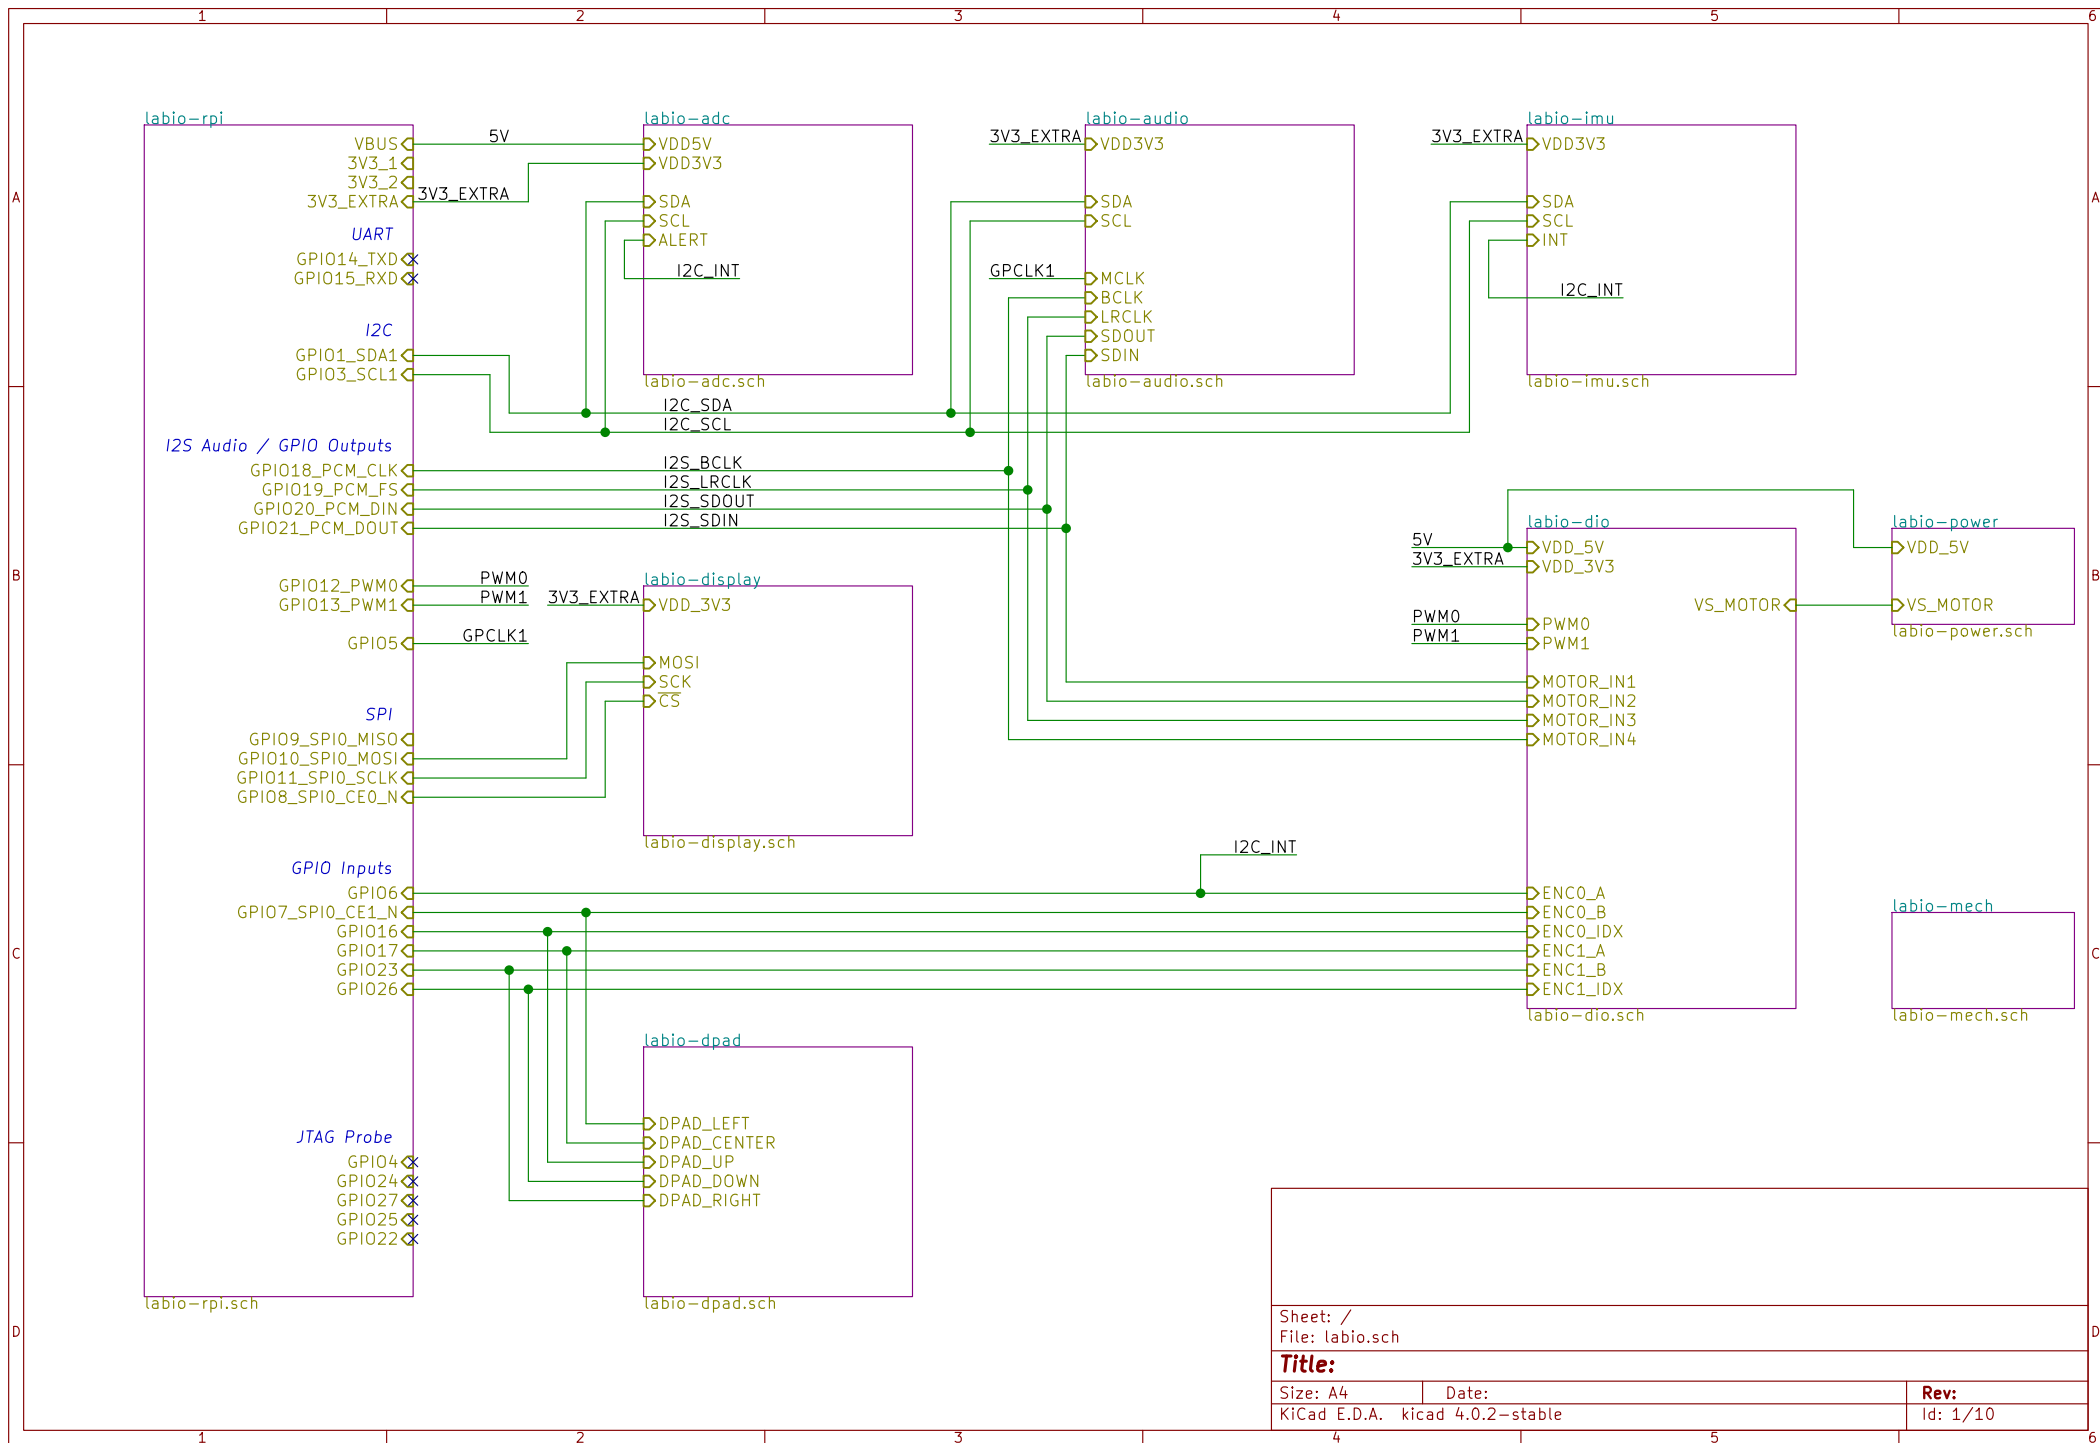 1 2 3 4 5 6
A
B
C
D
labio-rpi
VBUS
3V3_1
3V3_2
3V3_EXTRA
UART
GPIO14_TXD
GPIO15_RXD
I2C
GPIO1_SDA1
GPIO3_SCL1
I2S Audio / GPIO Outputs
GPIO18_PCM_CLK
GPIO19_PCM_FS
GPIO20_PCM_DIN
GPIO21_PCM_DOUT
GPIO12_PWM0
GPIO13_PWM1
GPIO5
SPI
GPIO9_SPI0_MISO
GPIO10_SPI0_MOSI
GPIO11_SPI0_SCLK
GPIO8_SPI0_CE0_N
GPIO Inputs
GPIO6
GPIO7_SPI0_CE1_N
GPIO16
GPIO17
GPIO23
GPIO26
JTAG Probe
GPIO4
GPIO24
GPIO27
GPIO25
GPIO22
labio-rpi.sch
5V
3V3_EXTRA
I2C_SDA
I2C_SCL
I2S_BCLK
I2S_LRCLK
I2S_SDOUT
I2S_SDIN
PWM0
PWM1
GPCLK1
labio-adc
VDD5V
VDD3V3
SDA
SCL
ALERT
I2C_INT
labio-adc.sch
labio-display
3V3_EXTRA
VDD_3V3
MOSI
SCK
CS
labio-display.sch
labio-dpad
DPAD_LEFT
DPAD_CENTER
DPAD_UP
DPAD_DOWN
DPAD_RIGHT
labio-dpad.sch
labio-audio
3V3_EXTRA
VDD3V3
SDA
SCL
GPCLK1
MCLK
BCLK
LRCLK
SDOUT
SDIN
labio-audio.sch
labio-imu
3V3_EXTRA
VDD3V3
SDA
SCL
INT
I2C_INT
labio-imu.sch
labio-dio
5V
VDD_5V
3V3_EXTRA
VDD_3V3
VS_MOTOR
PWM0
PWM0
PWM1
PWM1
MOTOR_IN1
MOTOR_IN2
MOTOR_IN3
MOTOR_IN4
I2C_INT
ENC0_A
ENC0_B
ENC0_IDX
ENC1_A
ENC1_B
ENC1_IDX
labio-dio.sch
labio-power
VDD_5V
VS_MOTOR
labio-power.sch
labio-mech
labio-mech.sch
A
B
C
D
Sheet: /
File: labio.sch
Title:
Size: A4 Date: Rev:
KiCad E.D.A. kicad 4.0.2-stable Id: 1/10
1 2 3 4 5 6